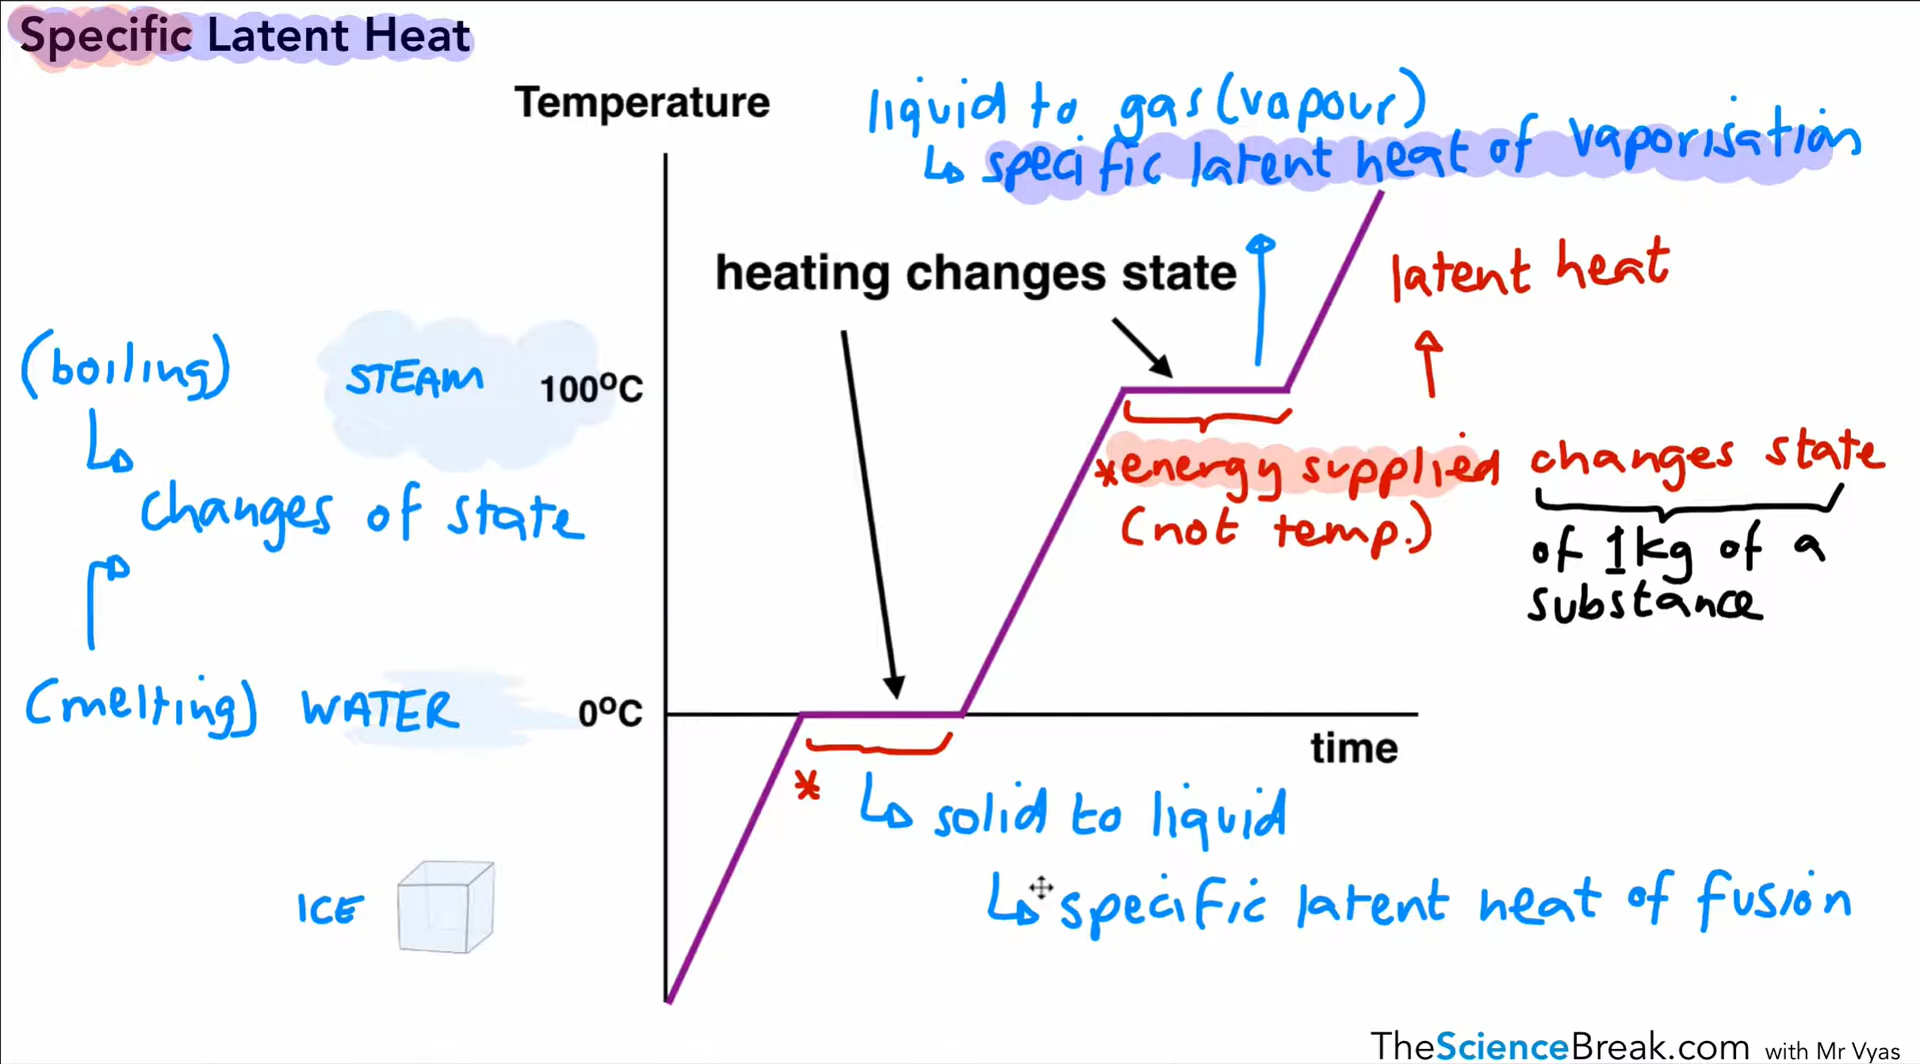 Specific Latent Heat
Temperature
liquid to gas (vapour)
specific latent heat of vaporisation
heating changes state
latent heat
(boiling)
STEAM
100°C
*energy supplied changes state
(not temp.)
of 1kg of a
substance
changes of state
(melting)
WATER
0°C
time
*
solid to liquid
specific latent heat of fusion
ICE
TheScienceBreak.com with Mr Vyas